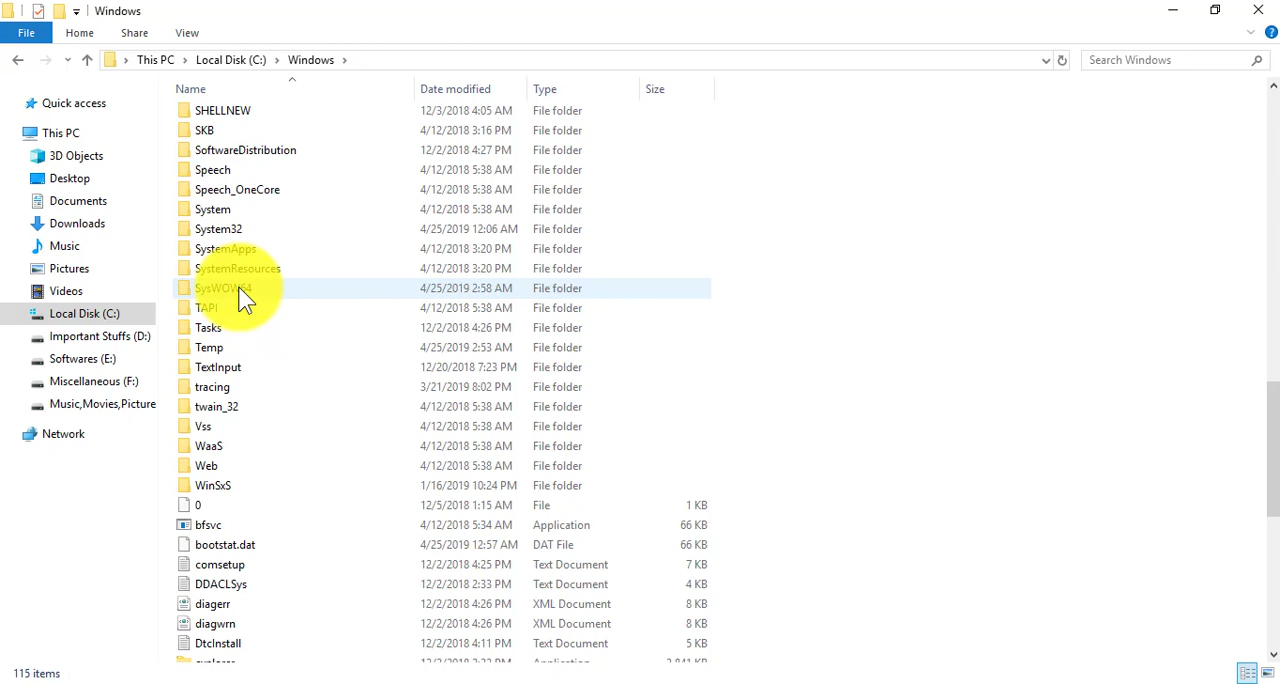 Windows
File Home Share View
This PC Local Disk (C:) Windows Search Windows
Name Date modified Type Size
Quick access
This PC
3D Objects
Desktop
Documents
Downloads
Music
Pictures
Videos
Local Disk (C:)
Important Stuffs (D:)
Softwares (E:)
Miscellaneous (F:)
Music,Movies,Picture
Network
SHELLNEW 12/3/2018 4:05 AM File folder
SKB 4/12/2018 3:16 PM File folder
SoftwareDistribution 12/2/2018 4:27 PM File folder
Speech 4/12/2018 5:38 AM File folder
Speech_OneCore 4/12/2018 5:38 AM File folder
System 4/12/2018 5:38 AM File folder
System32 4/25/2019 12:06 AM File folder
SystemApps 4/12/2018 3:20 PM File folder
SystemResources 4/12/2018 3:20 PM File folder
SysWOW64 4/25/2019 2:58 AM File folder
TAPI 4/12/2018 5:38 AM File folder
Tasks 12/2/2018 4:26 PM File folder
Temp 4/25/2019 2:53 AM File folder
TextInput 12/20/2018 7:23 PM File folder
tracing 3/21/2019 8:02 PM File folder
twain_32 4/12/2018 5:38 AM File folder
Vss 4/12/2018 5:38 AM File folder
WaaS 4/12/2018 5:38 AM File folder
Web 4/12/2018 5:38 AM File folder
WinSxS 1/16/2019 10:24 PM File folder
0 12/5/2018 1:15 AM File 1 KB
bfsvc 4/12/2018 5:34 AM Application 66 KB
bootstat.dat 4/25/2019 12:57 AM DAT File 66 KB
comsetup 12/2/2018 4:25 PM Text Document 7 KB
DDACLSys 12/2/2018 2:33 PM Text Document 4 KB
diagerr 12/2/2018 4:26 PM XML Document 8 KB
diagwrn 12/2/2018 4:26 PM XML Document 8 KB
DtcInstall 12/2/2018 4:11 PM Text Document 5 KB
115 items